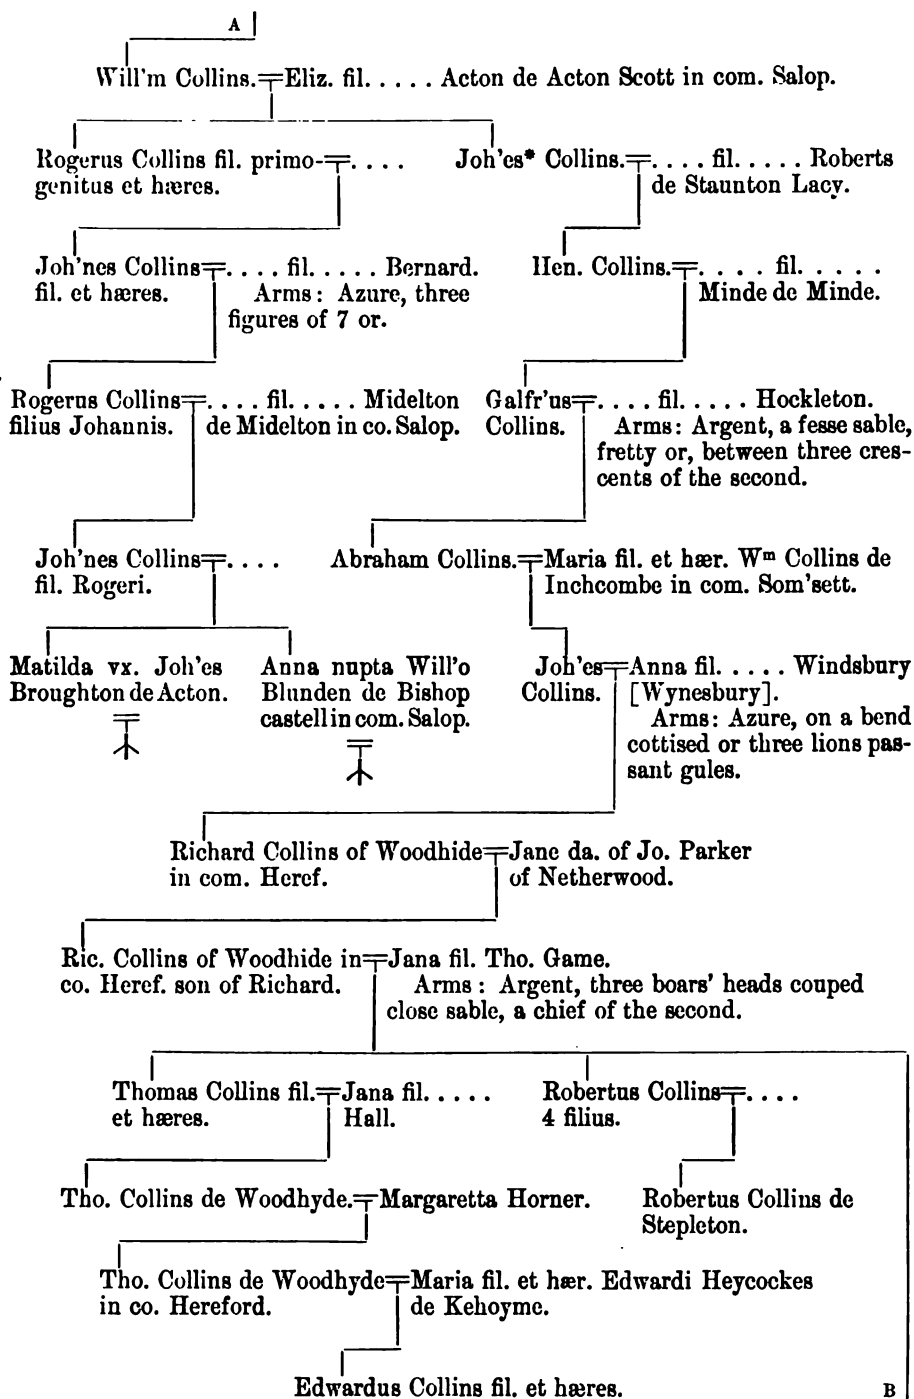 A
Will'm Collins.=Eliz. fil. . . . . Acton de Acton Scott in com. Salop.
Rogerus Collins fil. primo-=. . . .
genitus et hæres.
Joh'es* Collins.=. . . . fil. . . . . Roberts
de Staunton Lacy.
Joh'nes Collins=. . . . fil. . . . . Bernard.
fil. et hæres.
Arms: Azure, three
figures of 7 or.
Hen. Collins.=. . . . fil. . . . .
Minde de Minde.
Rogerus Collins=. . . . fil. . . . . Midelton
filius Johannis. de Midelton in co. Salop.
Galfr'us=. . . . fil. . . . . Hockleton.
Collins.
Arms: Argent, a fesse sable,
fretty or, between three cres-
cents of the second.
Joh'nes Collins=. . . .
fil. Rogeri.
Abraham Collins.=Maria fil. et hær. Wm Collins de
Inchcombe in com. Som'sett.
Matilda vx. Joh'es
Broughton de Acton.
Anna nupta Will'o
Blunden de Bishop
castell in com. Salop.
Joh'es=Anna fil. . . . . Windsbury
Collins. [Wynesbury].
Arms: Azure, on a bend
cottised or three lions pas-
sant gules.
Richard Collins of Woodhide=Jane da. of Jo. Parker
in com. Heref. of Netherwood.
Ric. Collins of Woodhide in=Jana fil. Tho. Game.
co. Heref. son of Richard.
Arms: Argent, three boars' heads couped
close sable, a chief of the second.
Thomas Collins fil.=Jana fil. . . . .
et hæres. Hall.
Robertus Collins=. . . .
4 filius.
Tho. Collins de Woodhyde.=Margaretta Horner.
Robertus Collins de
Stepleton.
Tho. Collins de Woodhyde=Maria fil. et hær. Edwardi Heycockes
in co. Hereford. de Kehoyme.
Edwardus Collins fil. et hæres.
B